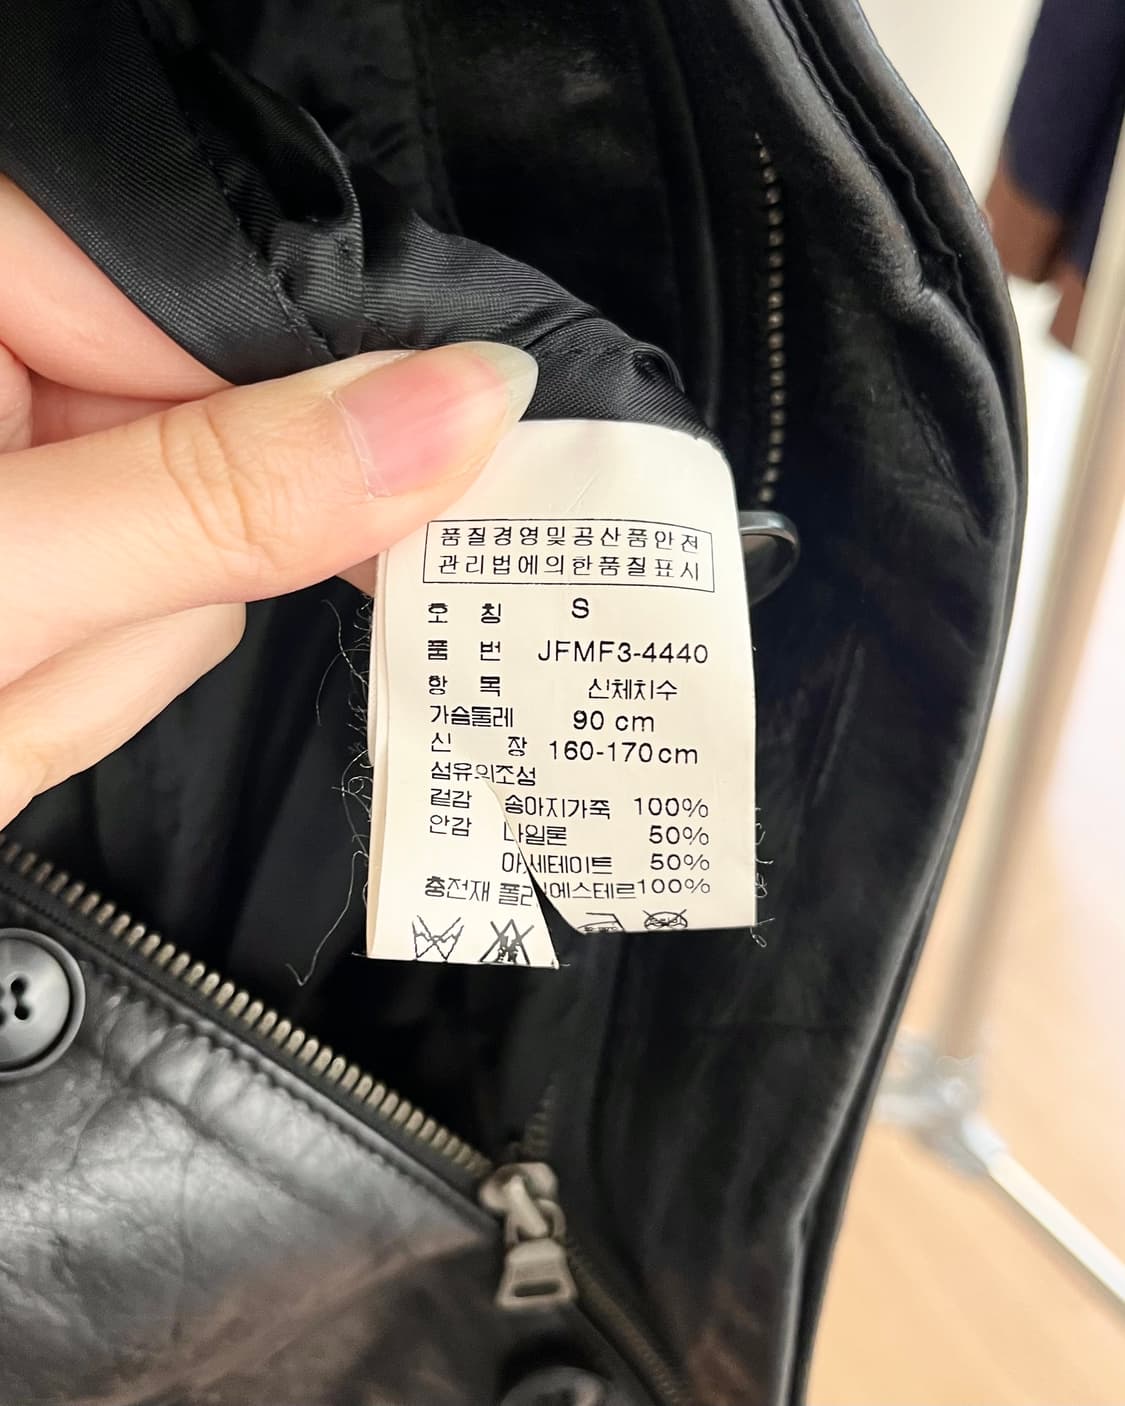 품질경영및공산품안전
관리법에의한품질표시
호 칭 S
품 번 JFMF3-4440
항 목 신체치수
가슴둘레 90 cm
신 장 160-170cm
섬유의조성
겉감 송아지가죽 100%
안감 나일론 50%
아세테이트 50%
충전재 폴리에스테르100%